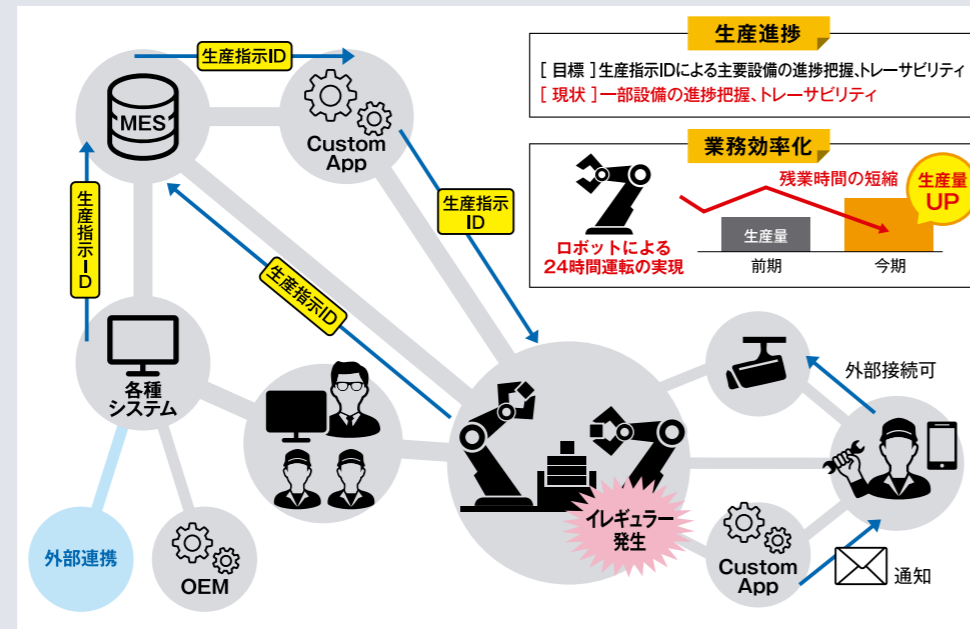 生産指示ID
MES
Custom
App
生産指示ID
生産指示
ID
生産指示ID
各種
システム
外部連携
OEM
イレギュラー
発生
外部接続可
Custom
App
通知
生産進捗
[ 目標 ]生産指示IDによる主要設備の進捗把握、トレーサビリティ
[ 現状 ]一部設備の進捗把握、トレーサビリティ
業務効率化
残業時間の短縮
生産量
UP
生産量
ロボットによる
24時間運転の実現
前期
今期